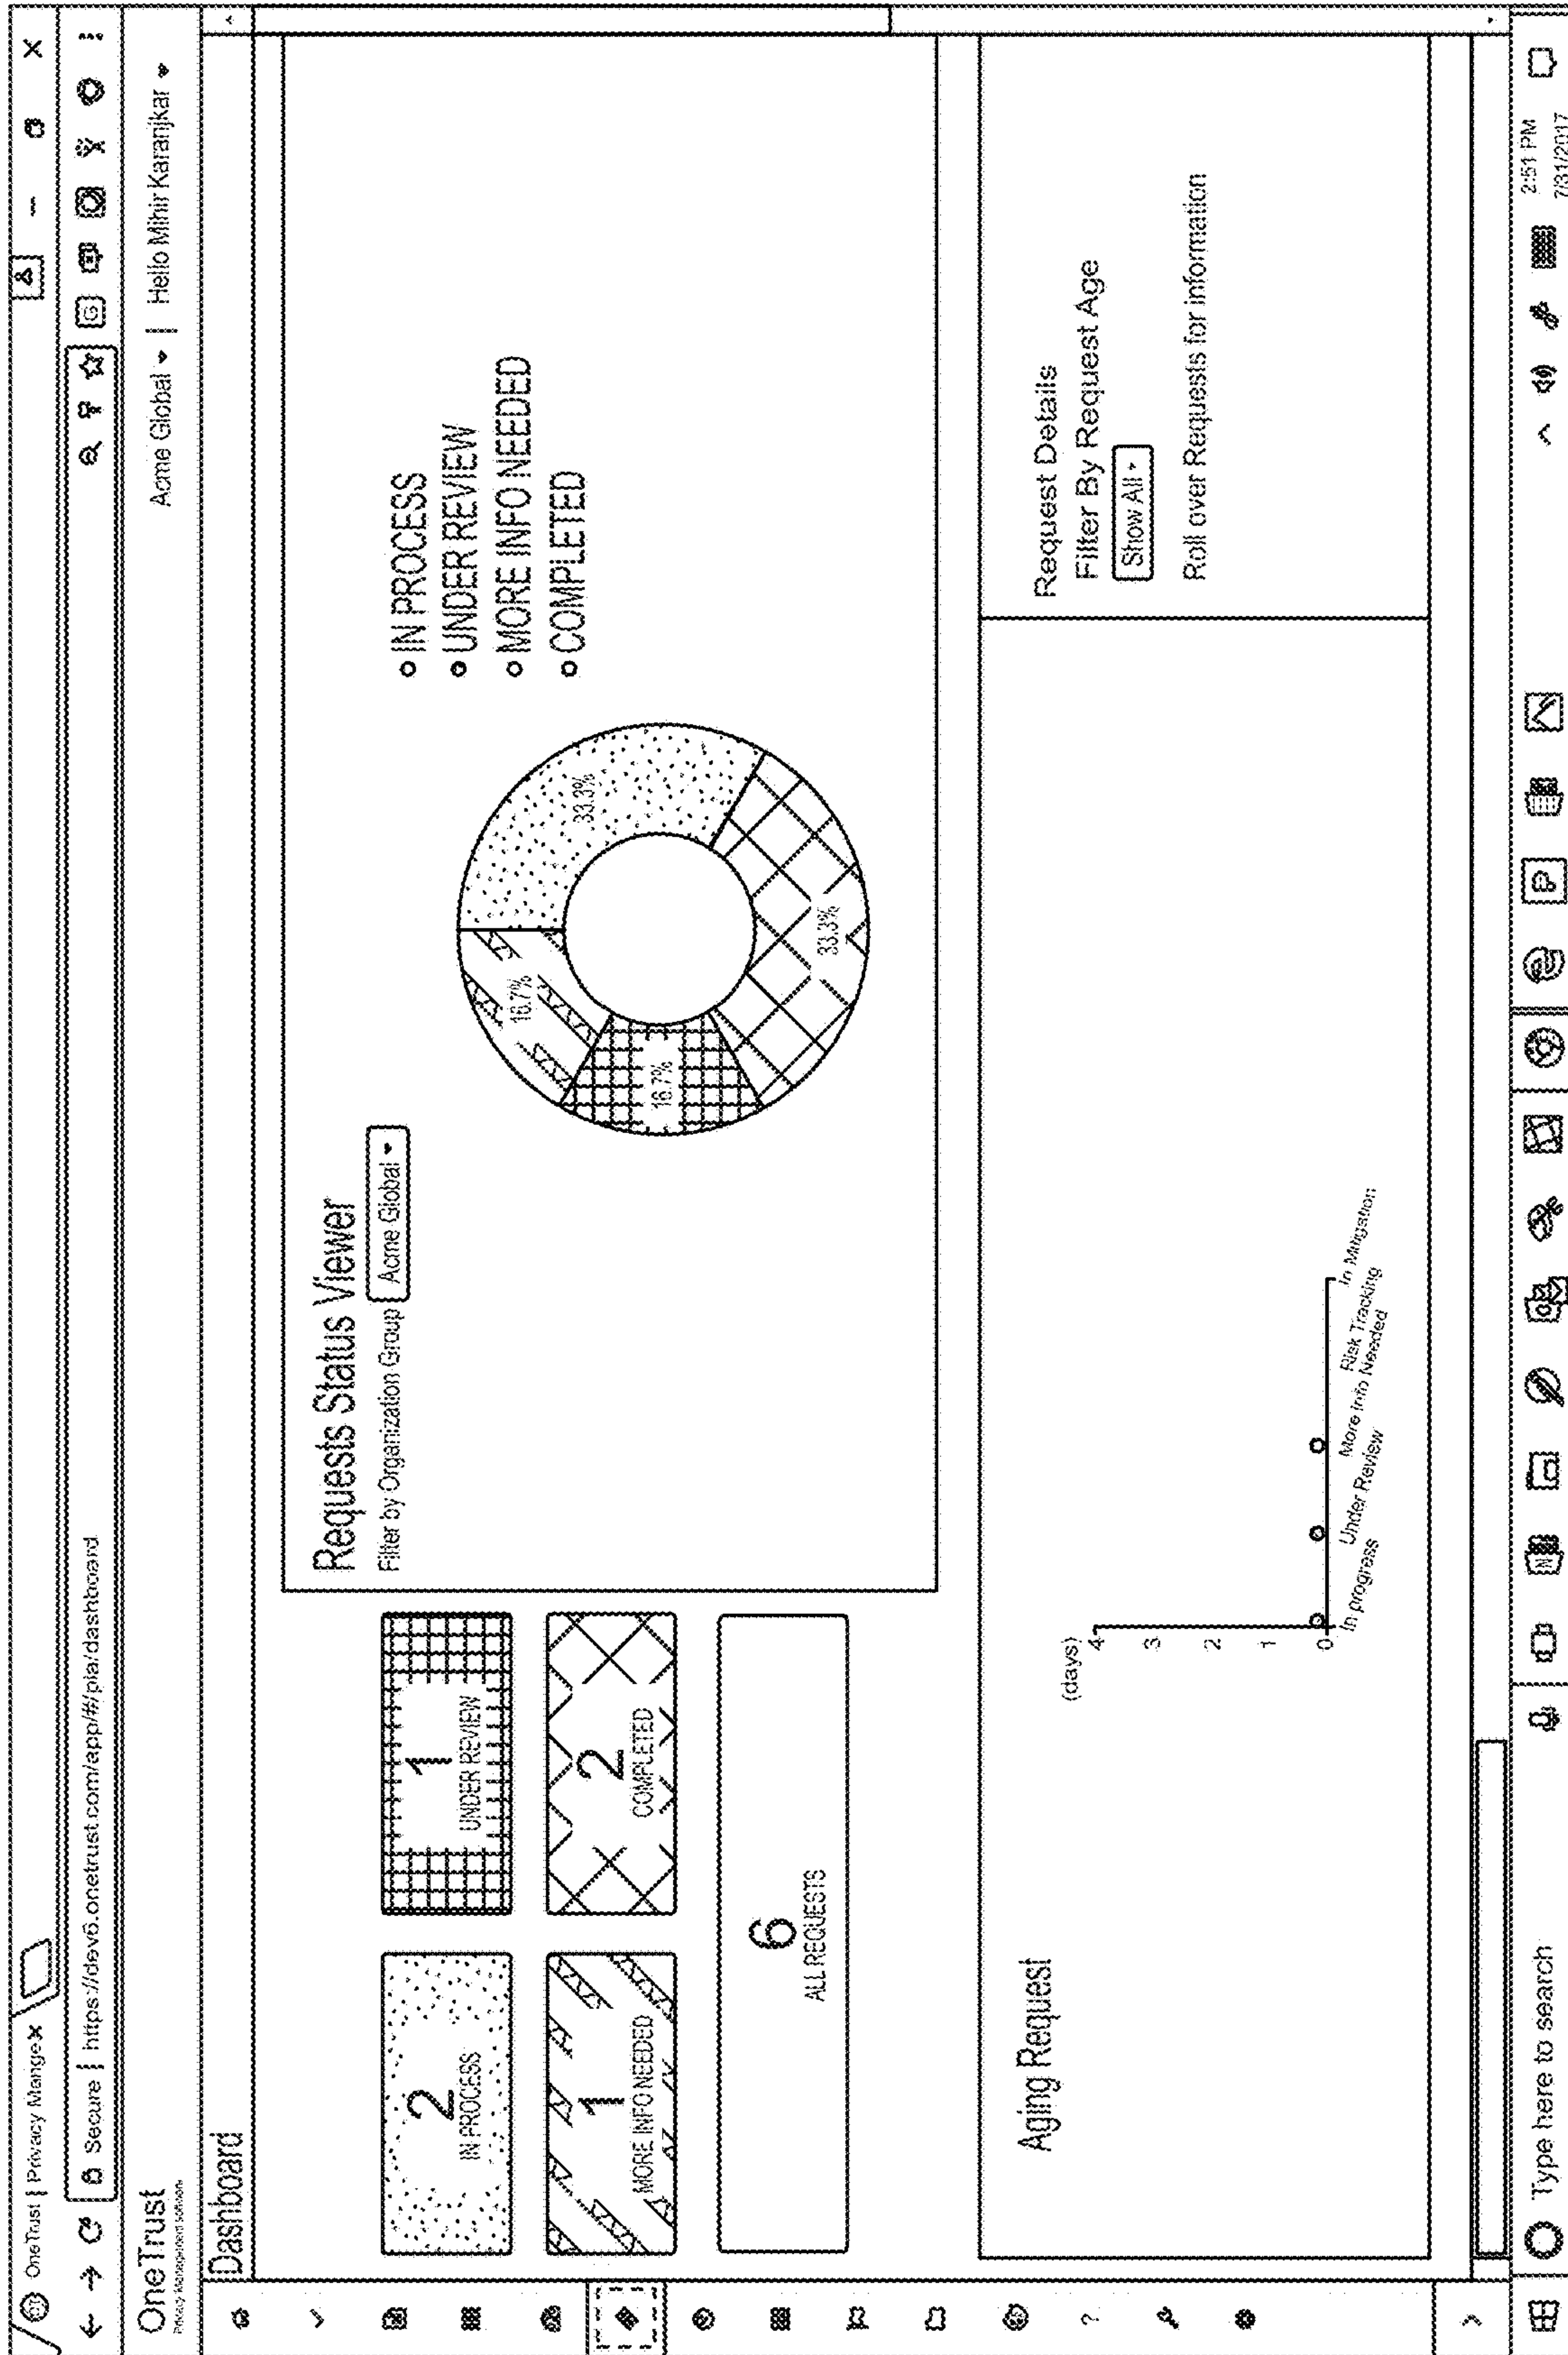 OneTrust | Privacy Mange X
Secure | https://dev6.onetrust.com/app/#/pia/dashboard
OneTrust
Privacy Management Software
Acme Global
Hello Mihir Karanjkar
Dashboard
2
IN PROCESS
1
UNDER REVIEW
1
MORE INFO NEEDED
2
COMPLETED
6
ALL REQUESTS
Requests Status Viewer
Filter by Organization Group
Acme Global
16.7%
33.3%
16.7%
33.3%
IN PROCESS
UNDER REVIEW
MORE INFO NEEDED
COMPLETED
Aging Request
(days)
4
3
2
1
0
In progress
Under Review
More Info Needed
Risk Tracking
In Mitigation
Request Details
Filter By Request Age
Show All
Roll over Requests for information
Type here to search
2:51 PM
7/31/2017